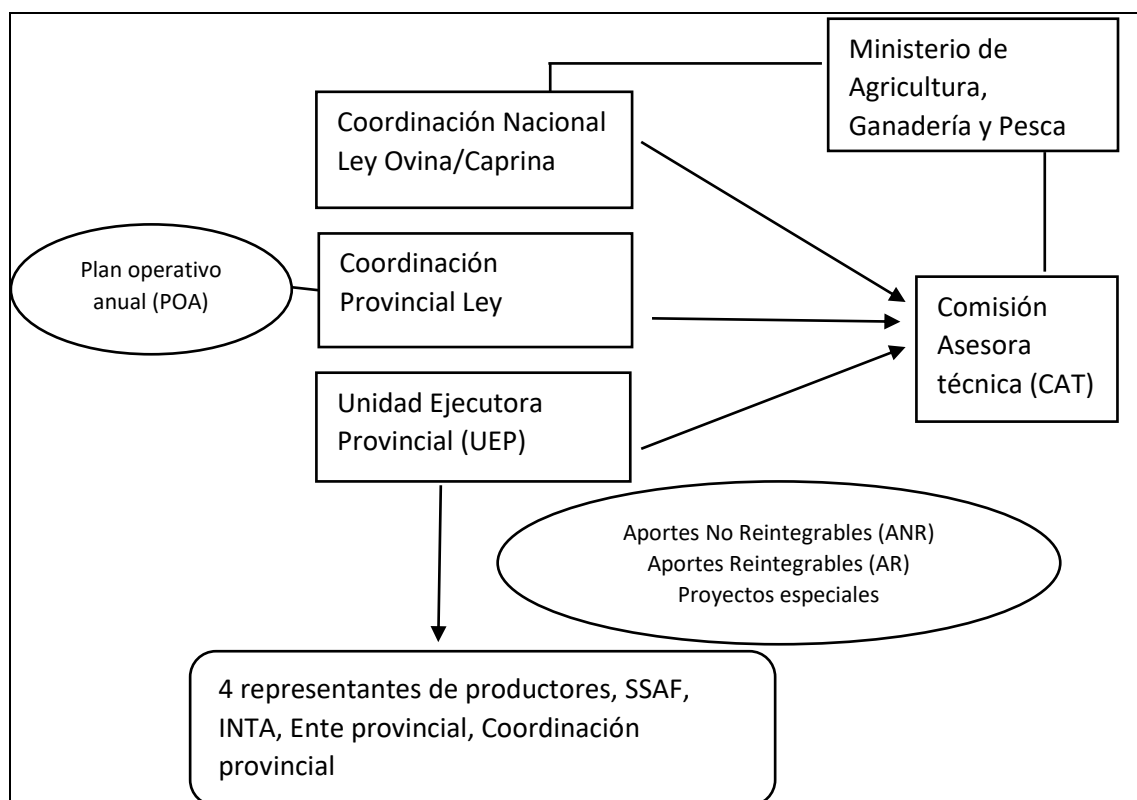 Ministerio de
Agricultura,
Ganadería y Pesca
Coordinación Nacional
Ley Ovina/Caprina
Plan operativo
anual (POA)
Coordinación
Provincial Ley
Comisión
Asesora
técnica (CAT)
Unidad Ejecutora
Provincial (UEP)
Aportes No Reintegrables (ANR)
Aportes Reintegrables (AR)
Proyectos especiales
4 representantes de productores, SSAF,
INTA, Ente provincial, Coordinación
provincial